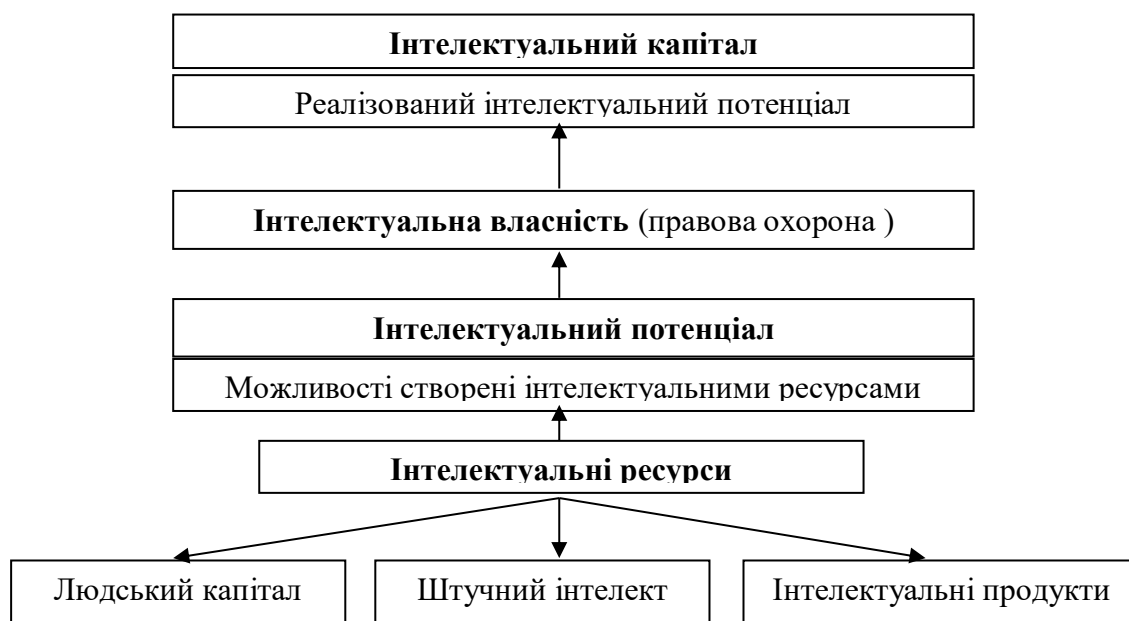 Інтелектуальний капітал
Реалізований інтелектуальний потенціал
Інтелектуальна власність (правова охорона )
Інтелектуальний потенціал
Можливості створені інтелектуальними ресурсами
Інтелектуальні ресурси
Людський капітал
Штучний інтелект
Інтелектуальні продукти